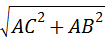 √(AC² + AB²)